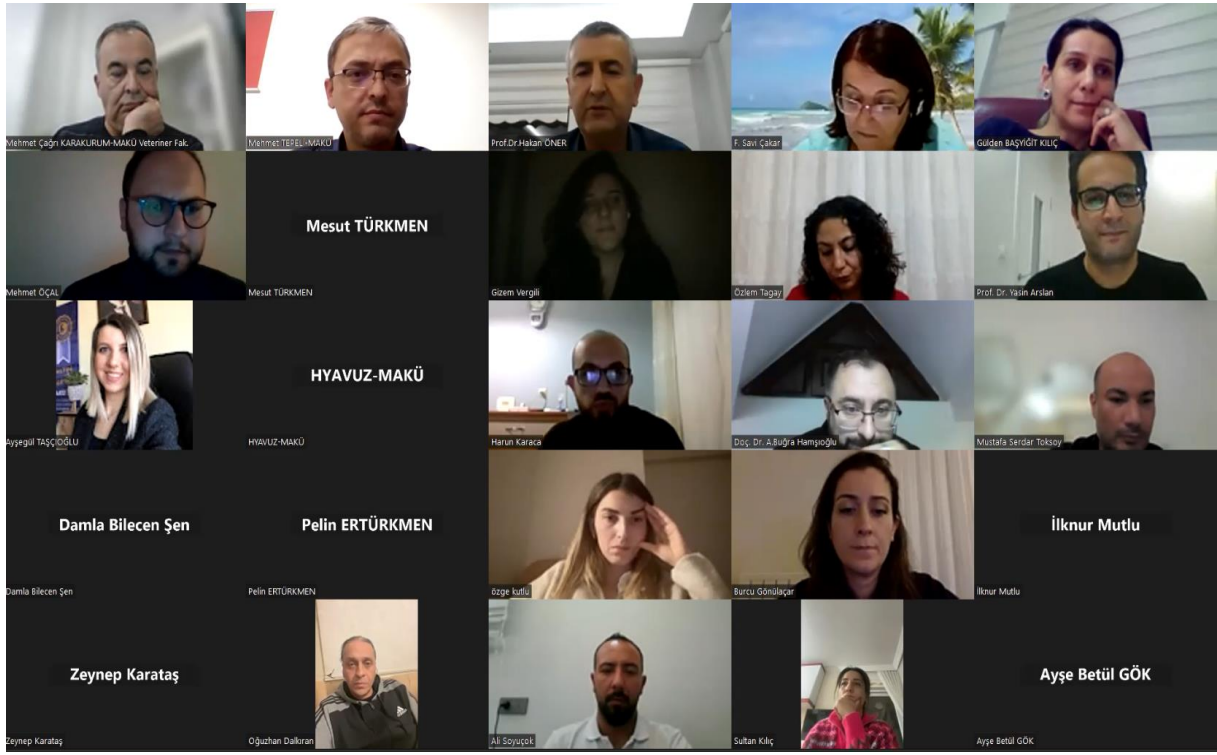 Mehmet Çağrı KARAKURUM-MAKÜ Veteriner Fak.
Mehmet TEPELİ-MAKÜ
Prof.Dr.Hakan ÖNER
F. Savi Çakar
Gülden BAŞYİĞİT KILIÇ
Mehmet ÖÇAL
Mesut TÜRKMEN
Mesut TÜRKMEN
Gizem Vergili
Özlem Tagay
Prof. Dr. Yasin Arslan
Ayşegül TAŞÇIOĞLU
HYAVUZ-MAKÜ
HYAVUZ-MAKÜ
Harun Karaca
Doç. Dr. A.Buğra Hamşıoğlu
Mustafa Serdar Toksoy
Damla Bilecen Şen
Damla Bilecen Şen
Pelin ERTÜRKMEN
Pelin ERTÜRKMEN
özge kutlu
Burcu Gönülaçar
İlknur Mutlu
İlknur Mutlu
Zeynep Karataş
Zeynep Karataş
Oğuzhan Dalkıran
Ali Soyuçok
Sultan Kılıç
Ayşe Betül GÖK
Ayşe Betül GÖK